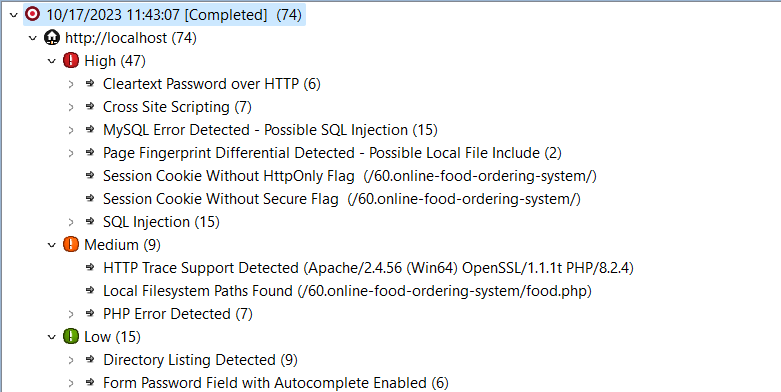 10/17/2023 11:43:07 [Completed] (74)
http://localhost (74)
High (47)
Cleartext Password over HTTP (6)
Cross Site Scripting (7)
MySQL Error Detected - Possible SQL Injection (15)
Page Fingerprint Differential Detected - Possible Local File Include (2)
Session Cookie Without HttpOnly Flag (/60.online-food-ordering-system/)
Session Cookie Without Secure Flag (/60.online-food-ordering-system/)
SQL Injection (15)
Medium (9)
HTTP Trace Support Detected (Apache/2.4.56 (Win64) OpenSSL/1.1.1t PHP/8.2.4)
Local Filesystem Paths Found (/60.online-food-ordering-system/food.php)
PHP Error Detected (7)
Low (15)
Directory Listing Detected (9)
Form Password Field with Autocomplete Enabled (6)